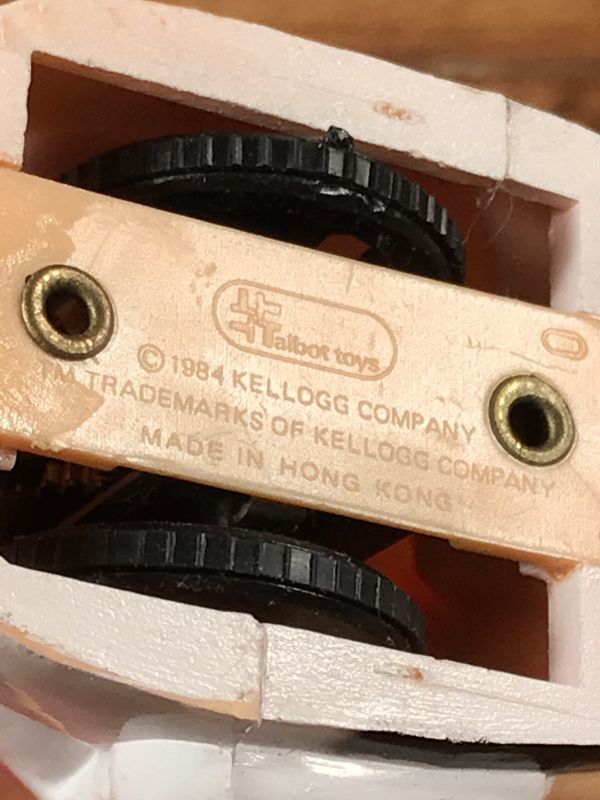 Talbot toys
© 1984 KELLOGG COMPANY
TM TRADEMARKS OF KELLOGG COMPANY
MADE IN HONG KONG